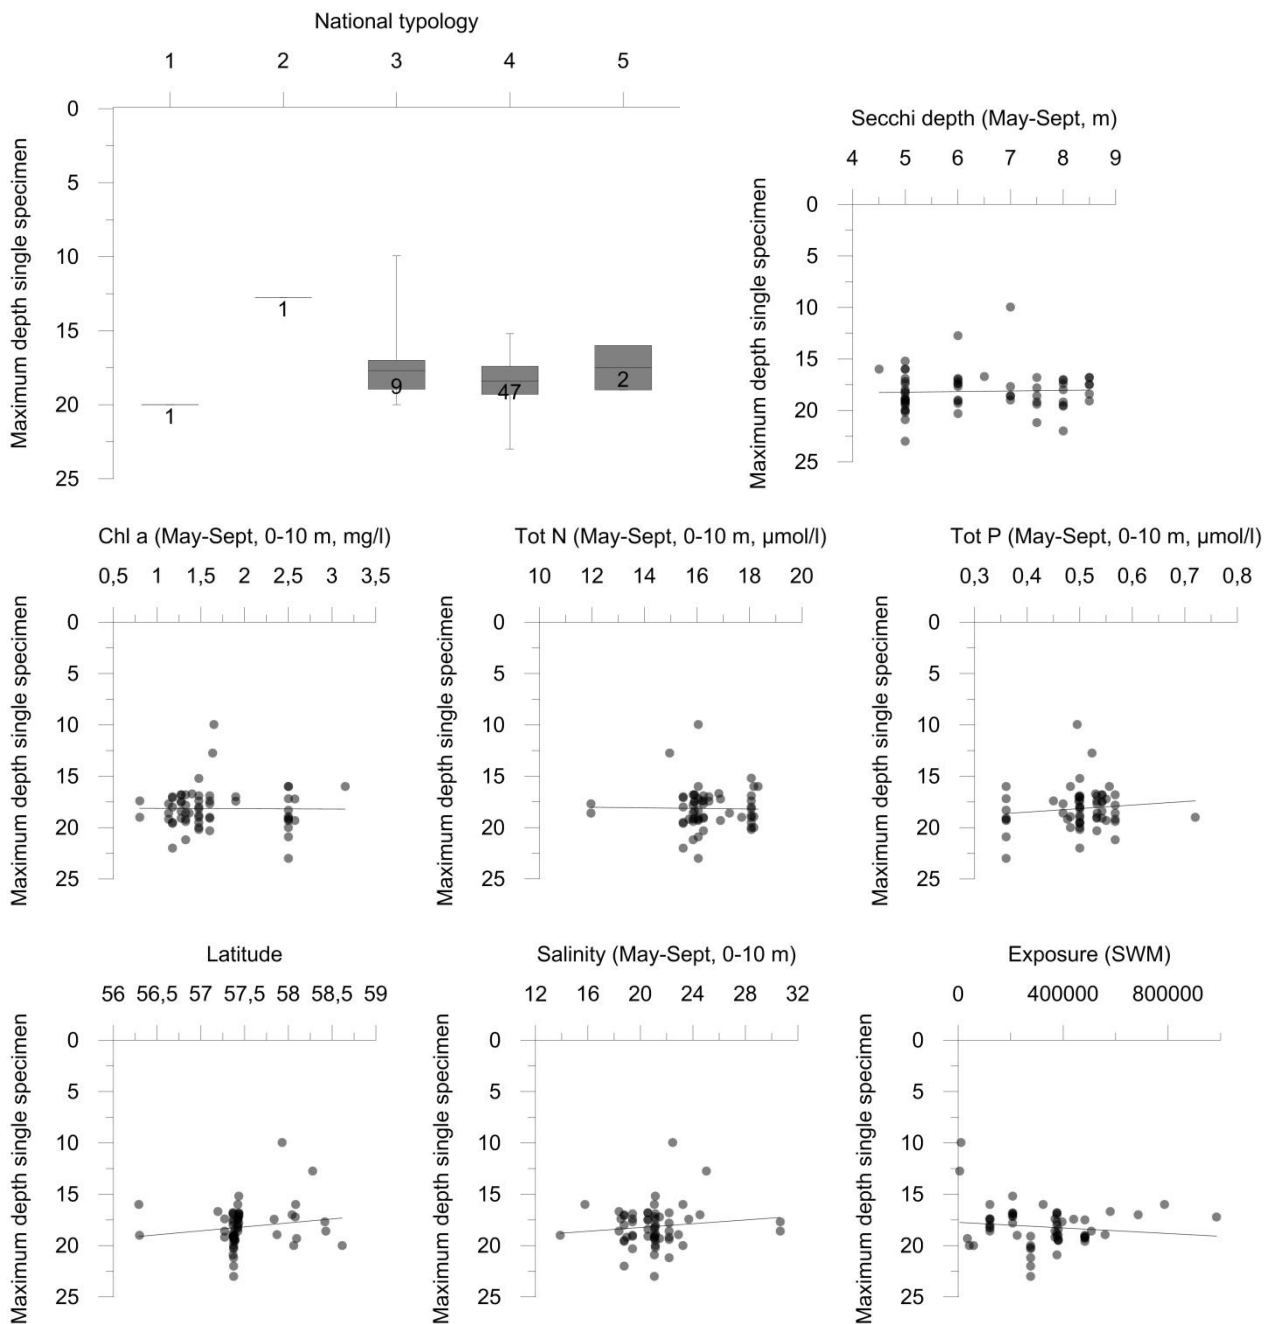 National typology
1 2 3 4 5
Maximum depth single specimen
0
5
10
15
20
25
1
1
9
47
2
Secchi depth (May-Sept, m)
4 5 6 7 8 9
Maximum depth single specimen
0
5
10
15
20
25
Chl a (May-Sept, 0-10 m, mg/l)
0,5 1 1,5 2 2,5 3 3,5
Maximum depth single specimen
0
5
10
15
20
25
Tot N (May-Sept, 0-10 m, µmol/l)
10 12 14 16 18 20
Maximum depth single specimen
0
5
10
15
20
25
Tot P (May-Sept, 0-10 m, µmol/l)
0,3 0,4 0,5 0,6 0,7 0,8
Maximum depth single specimen
0
5
10
15
20
25
Latitude
56 56,5 57 57,5 58 58,5 59
Maximum depth single specimen
0
5
10
15
20
25
Salinity (May-Sept, 0-10 m)
12 16 20 24 28 32
Maximum depth single specimen
0
5
10
15
20
25
Exposure (SWM)
0 400000 800000
Maximum depth single specimen
0
5
10
15
20
25